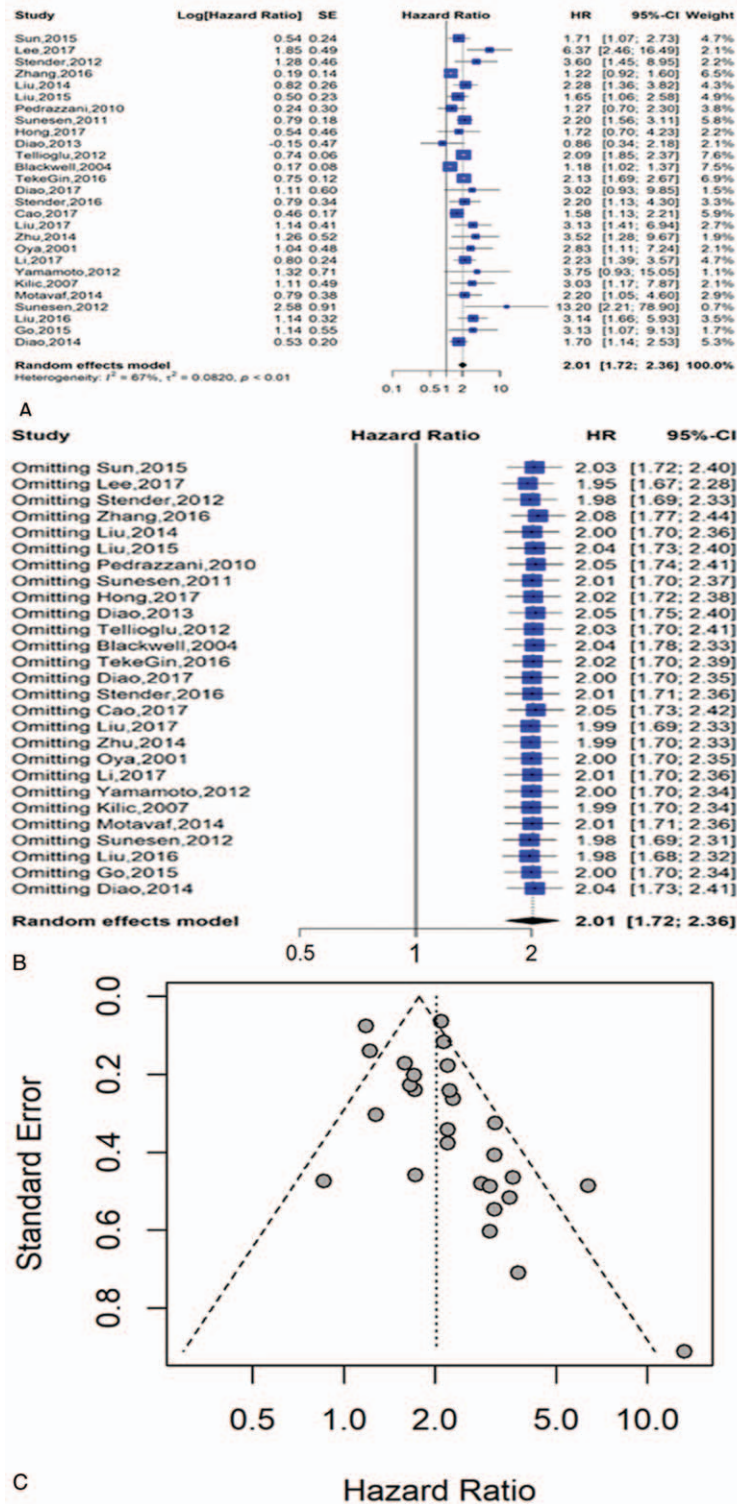 Study Log[Hazard Ratio] SE Hazard Ratio HR 95%-CI Weight
Sun,2015 0.54 0.24 1.71 [1.07; 2.73] 4.7%
Lee,2017 1.85 0.49 6.37 [2.46; 16.49] 2.1%
Stender,2012 1.28 0.46 3.60 [1.45; 8.95] 2.2%
Zhang,2016 0.19 0.14 1.22 [0.92; 1.60] 6.5%
Liu,2014 0.82 0.26 2.28 [1.36; 3.82] 4.3%
Liu,2015 0.50 0.23 1.65 [1.06; 2.58] 4.9%
Pedrazzani,2010 0.24 0.30 1.27 [0.70; 2.30] 3.8%
Sunesen,2011 0.79 0.18 2.20 [1.56; 3.11] 5.8%
Hong,2017 0.54 0.46 1.72 [0.70; 4.23] 2.2%
Diao,2013 -0.15 0.47 0.86 [0.34; 2.18] 2.1%
Tellioglu,2012 0.74 0.06 2.09 [1.85; 2.37] 7.6%
Blackwell,2004 0.17 0.08 1.18 [1.02; 1.37] 7.5%
TekeGin,2016 0.75 0.12 2.13 [1.69; 2.67] 6.9%
Diao,2017 1.11 0.60 3.02 [0.93; 9.85] 1.5%
Stender,2016 0.79 0.34 2.20 [1.13; 4.30] 3.3%
Cao,2017 0.46 0.17 1.58 [1.13; 2.21] 5.9%
Liu,2017 1.14 0.41 3.13 [1.41; 6.94] 2.7%
Zhu,2014 1.26 0.52 3.52 [1.28; 9.67] 1.9%
Oya,2001 1.04 0.48 2.83 [1.11; 7.24] 2.1%
Li,2017 0.80 0.24 2.23 [1.39; 3.57] 4.7%
Yamamoto,2012 1.32 0.71 3.75 [0.93; 15.05] 1.1%
Kilic,2007 1.11 0.49 3.03 [1.17; 7.87] 2.1%
Motavaf,2014 0.79 0.38 2.20 [1.05; 4.60] 2.9%
Sunesen,2012 2.58 0.91 13.20 [2.21; 78.90] 0.7%
Liu,2016 1.14 0.32 3.14 [1.66; 5.93] 3.5%
Go,2015 1.14 0.55 3.13 [1.07; 9.13] 1.7%
Diao,2014 0.53 0.20 1.70 [1.14; 2.53] 5.3%
Random effects model 2.01 [1.72; 2.36] 100.0%
Heterogeneity: I² = 67%, τ² = 0.0820, p < 0.01
0.1 0.5 1 2 10
A
Study Hazard Ratio HR 95%-CI
Omitting Sun,2015 2.03 [1.72; 2.40]
Omitting Lee,2017 1.95 [1.67; 2.28]
Omitting Stender,2012 1.98 [1.69; 2.33]
Omitting Zhang,2016 2.08 [1.77; 2.44]
Omitting Liu,2014 2.00 [1.70; 2.36]
Omitting Liu,2015 2.04 [1.73; 2.40]
Omitting Pedrazzani,2010 2.05 [1.74; 2.41]
Omitting Sunesen,2011 2.01 [1.70; 2.37]
Omitting Hong,2017 2.02 [1.72; 2.38]
Omitting Diao,2013 2.05 [1.75; 2.40]
Omitting Tellioglu,2012 2.03 [1.70; 2.41]
Omitting Blackwell,2004 2.04 [1.78; 2.33]
Omitting TekeGin,2016 2.02 [1.70; 2.39]
Omitting Diao,2017 2.00 [1.70; 2.35]
Omitting Stender,2016 2.01 [1.71; 2.36]
Omitting Cao,2017 2.05 [1.73; 2.42]
Omitting Liu,2017 1.99 [1.69; 2.33]
Omitting Zhu,2014 1.99 [1.70; 2.33]
Omitting Oya,2001 2.00 [1.70; 2.35]
Omitting Li,2017 2.01 [1.70; 2.36]
Omitting Yamamoto,2012 2.00 [1.70; 2.34]
Omitting Kilic,2007 1.99 [1.70; 2.34]
Omitting Motavaf,2014 2.01 [1.71; 2.36]
Omitting Sunesen,2012 1.98 [1.69; 2.31]
Omitting Liu,2016 1.98 [1.68; 2.32]
Omitting Go,2015 2.00 [1.70; 2.34]
Omitting Diao,2014 2.04 [1.73; 2.41]
Random effects model 2.01 [1.72; 2.36]
0.5 1 2
B
Standard Error
0.0
0.2
0.4
0.6
0.8
0.5 1.0 2.0 5.0 10.0
C
Hazard Ratio